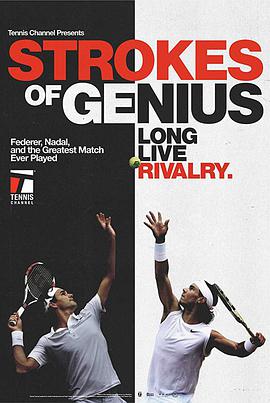 Tennis Channel Presents
STROKES
OF GENIUS
Federer, Nadal,
and the Greatest Match
Ever Played
LONG
LIVE
RIVALRY.
TENNIS
CHANNEL